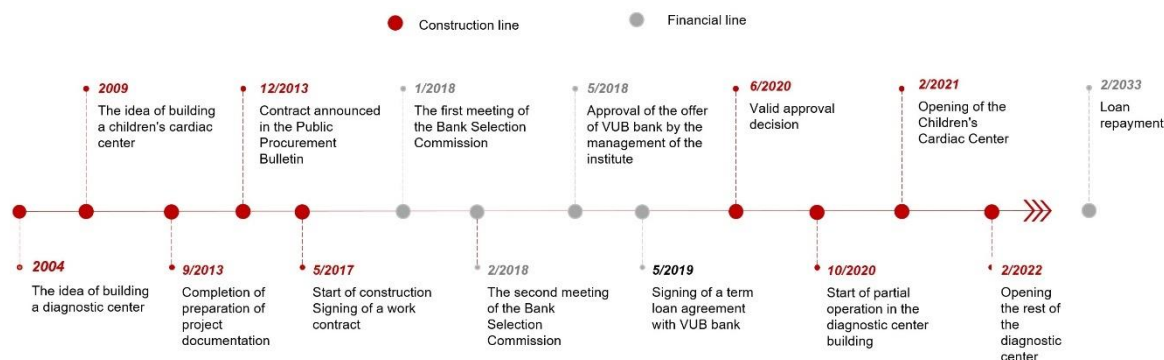 Construction line
Financial line
2009
The idea of building
a children's cardiac
center
12/2013
Contract announced
in the Public
Procurement
Bulletin
1/2018
The first meeting of
the Bank Selection
Commission
5/2018
Approval of the offer
of VUB bank by the
management of the
institute
6/2020
Valid approval
decision
2/2021
Opening of the
Children's
Cardiac Center
2/2033
Loan
repayment
2004
The idea of building
a diagnostic center
9/2013
Completion of
preparation of
project
documentation
5/2017
Start of construction
Signing of a work
contract
2/2018
The second meeting
of the Bank
Selection
Commission
5/2019
Signing of a term
loan agreement
with VUB bank
10/2020
Start of partial
operation in the
diagnostic center
building
2/2022
Opening
the rest of
the
diagnostic
center